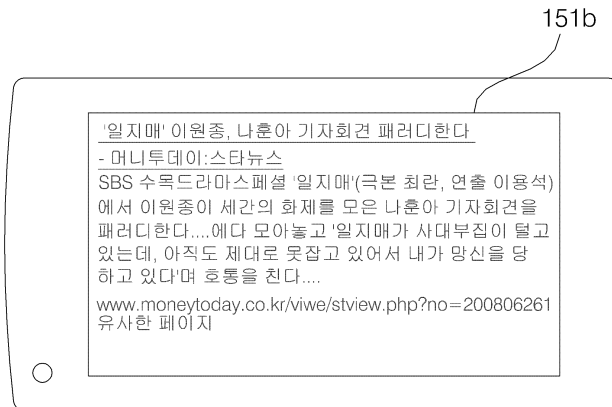 151b
'일지매' 이원종, 나훈아 기자회견 패러디한다
- 머니투데이:스타뉴스
SBS 수목드라마스페셜 '일지매'(극본 최란, 연출 이용석)
에서 이원종이 세간의 화제를 모은 나훈아 기자회견을
패러디한다....에다 모아놓고 '일지매가 사대부집이 털고
있는데, 아직도 제대로 못잡고 있어서 내가 망신을 당
하고 있다'며 호통을 친다....
www.moneytoday.co.kr/viwe/stview.php?no=200806261
유사한 페이지